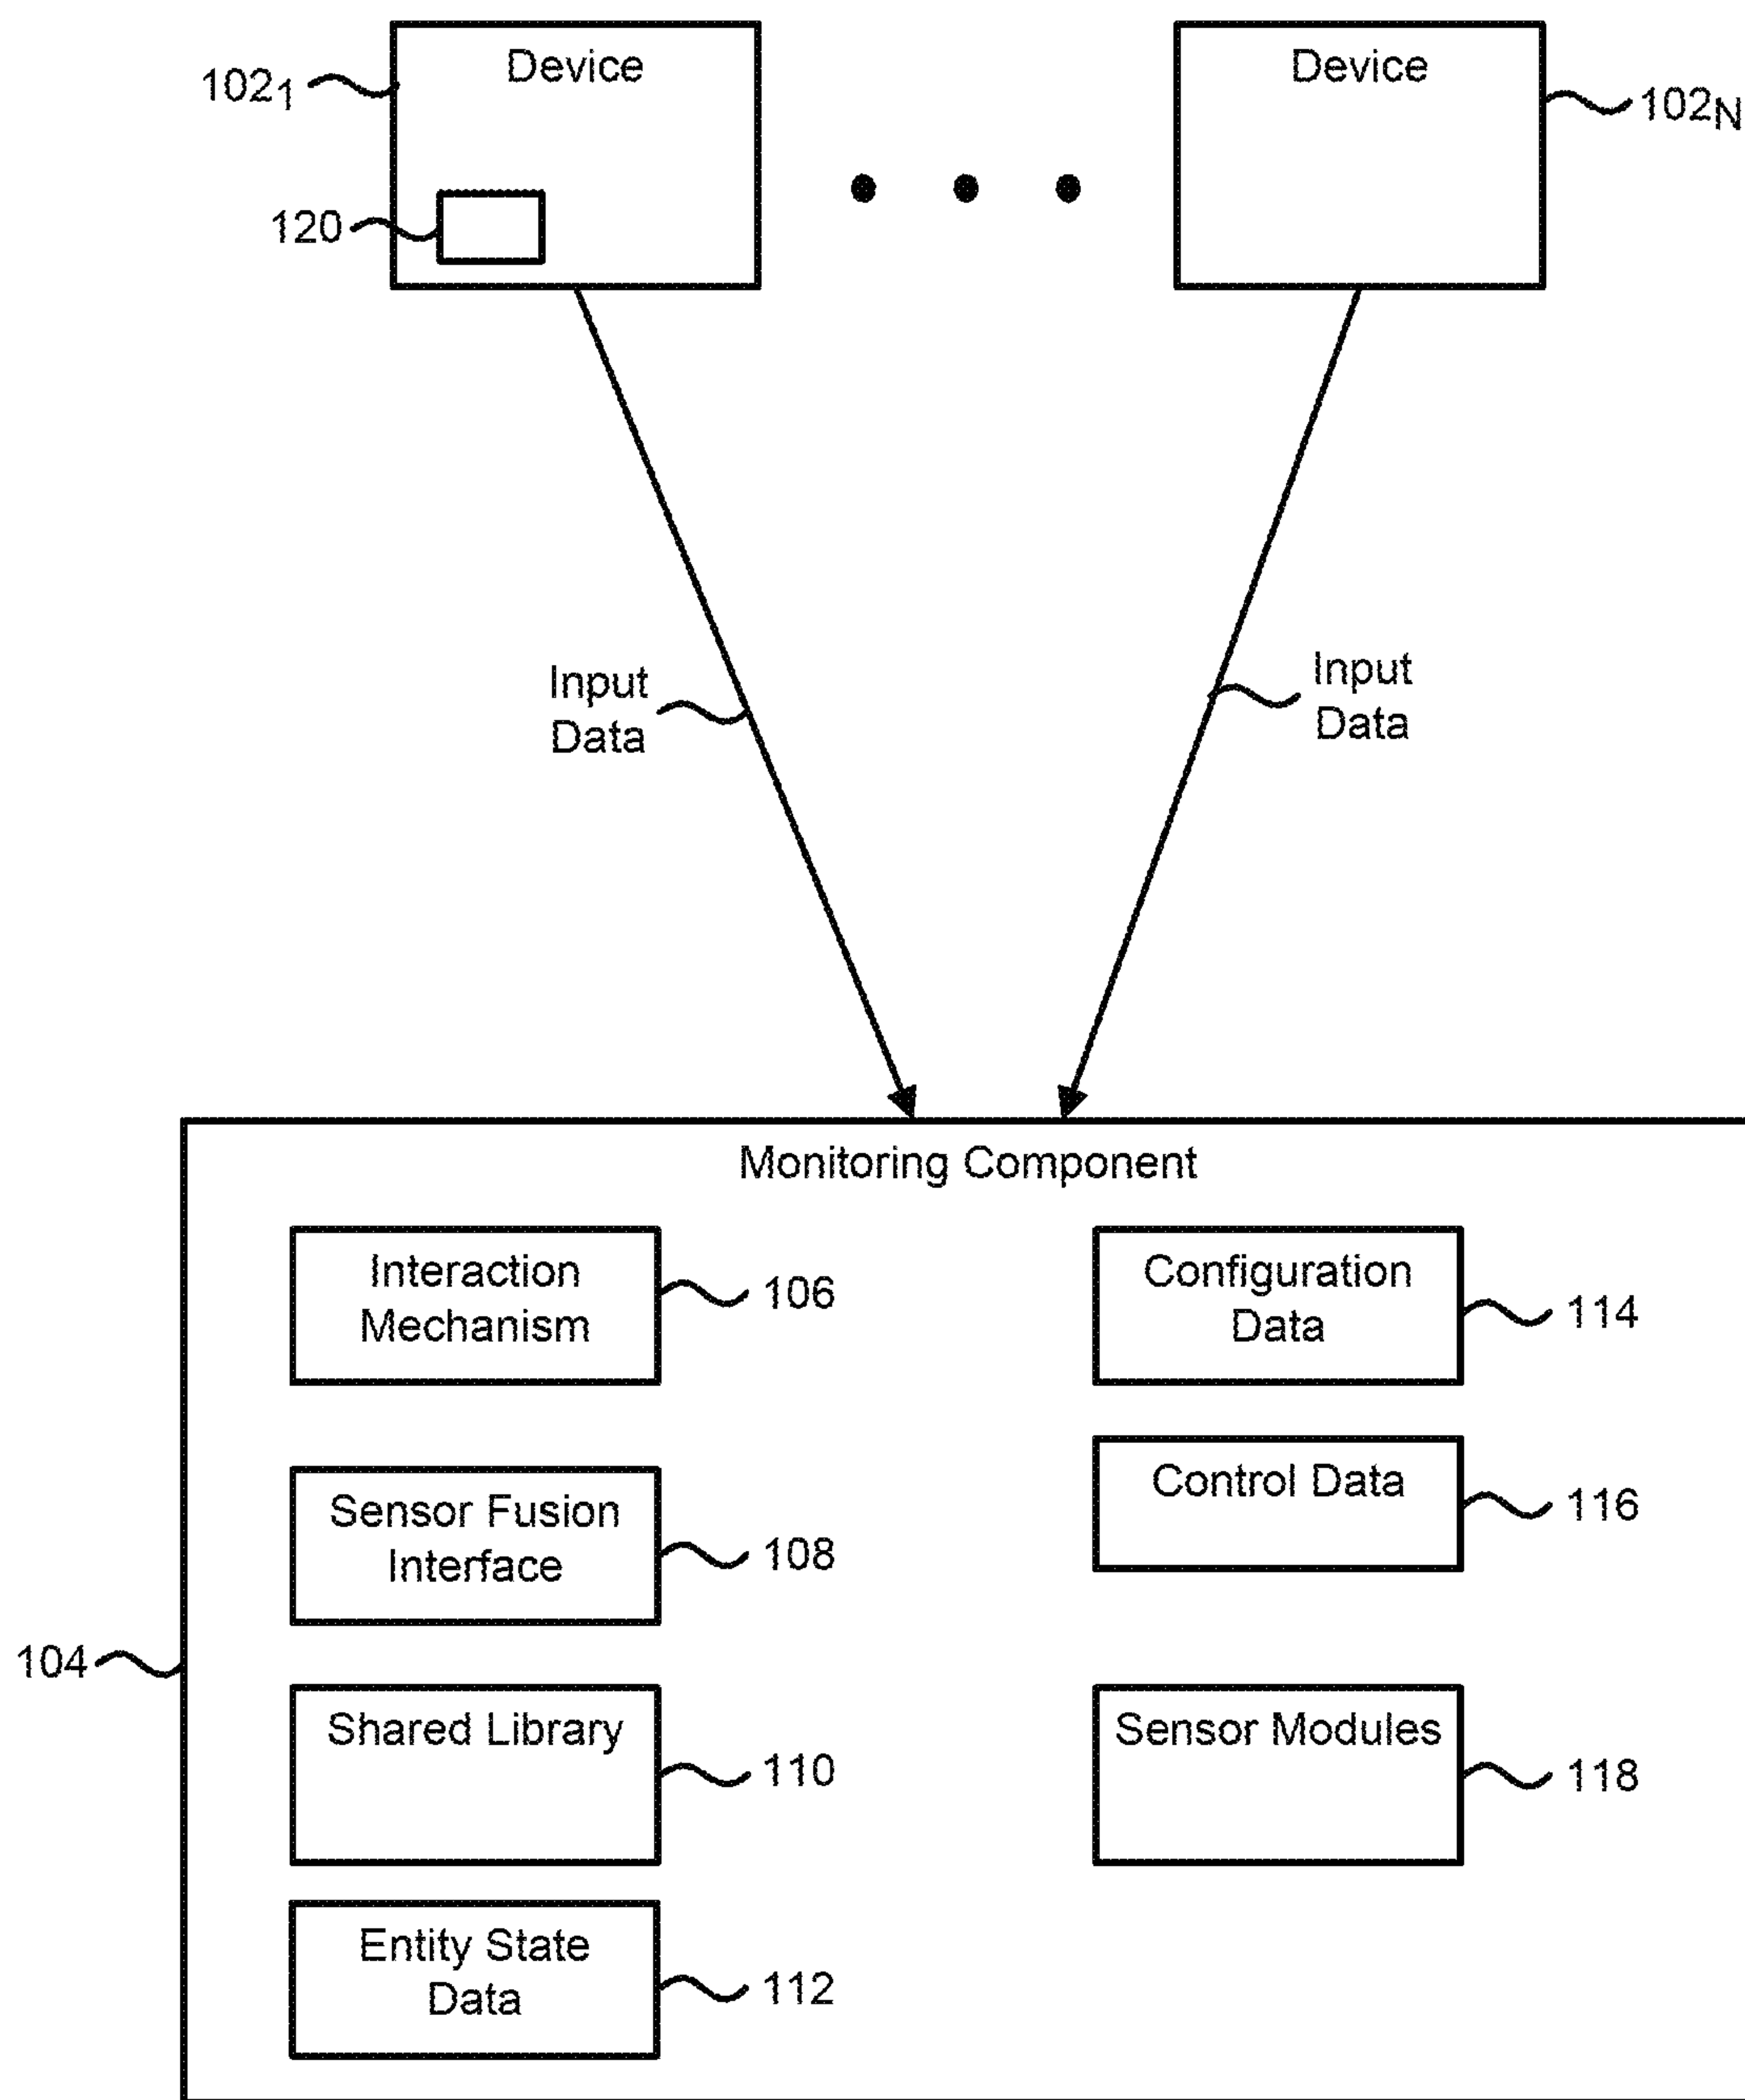 Device
Device
102₁
102N
120
Input
Data
Input
Data
Monitoring Component
Interaction
Mechanism
106
Configuration
Data
114
Control Data
116
Sensor Fusion
Interface
108
104
Shared Library
110
Sensor Modules
118
Entity State
Data
112